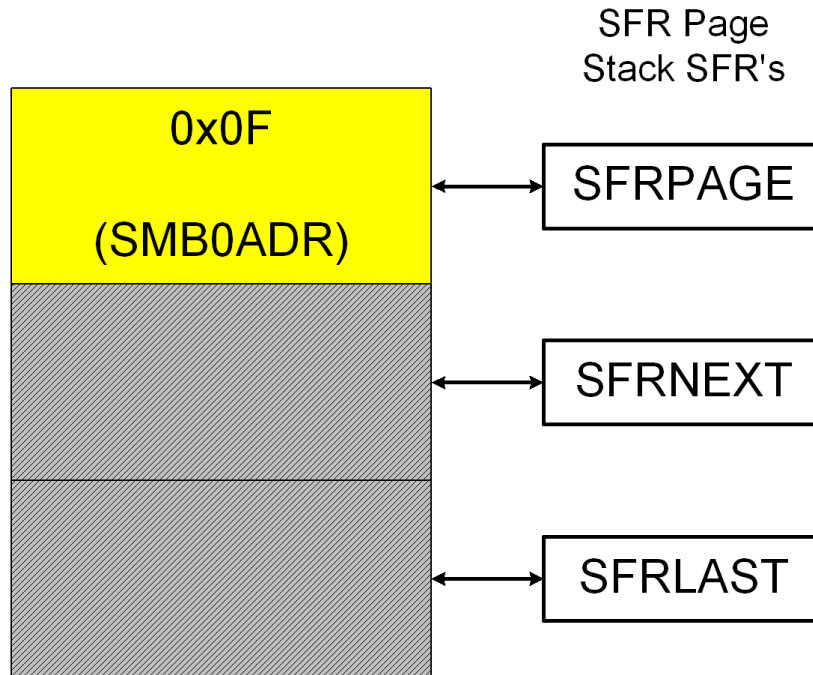 SFR Page
Stack SFR's
0x0F
(SMB0ADR)
SFRPAGE
SFRNEXT
SFRLAST